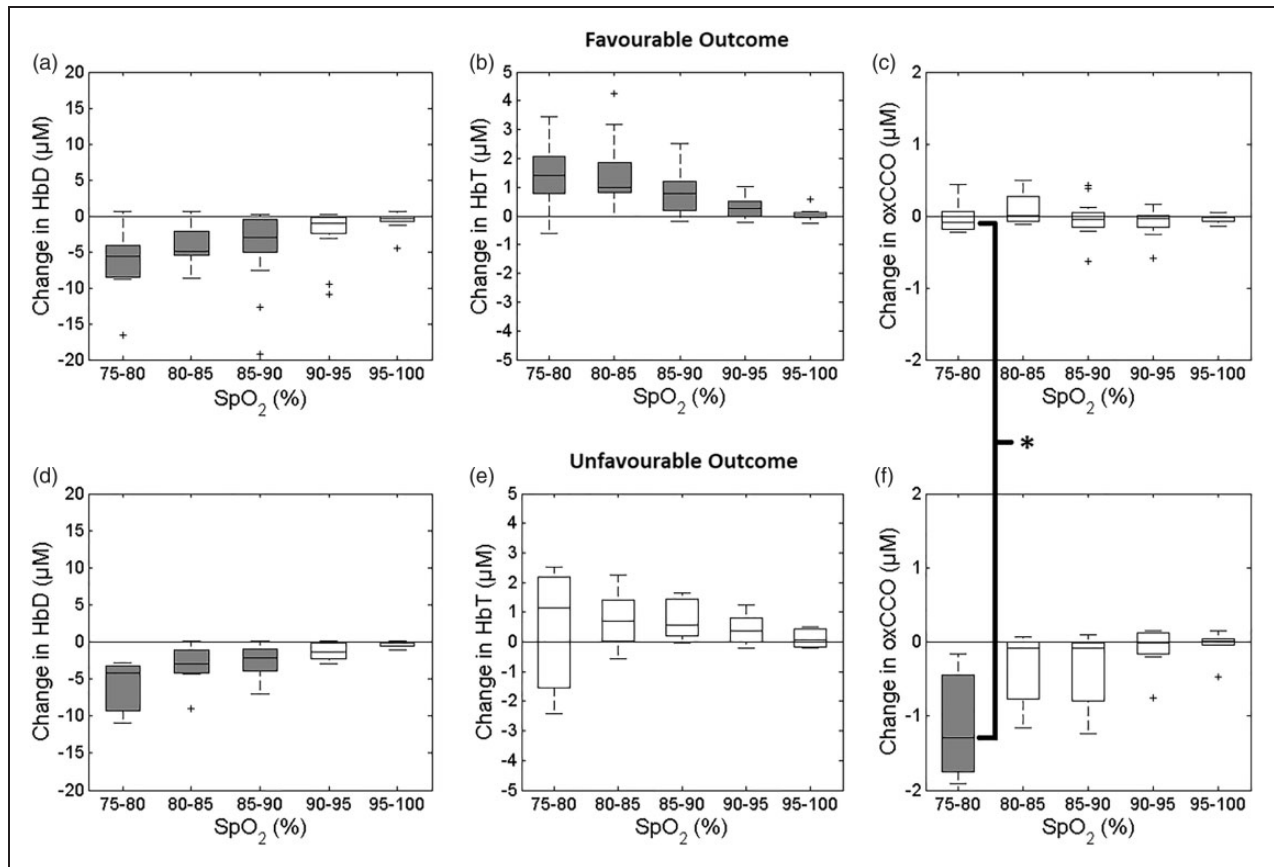 Favourable Outcome
(a)
Change in HbD (µM)
20
15
10
5
0
-5
-10
-15
-20
75-80 80-85 85-90 90-95 95-100
SpO2 (%)
(b)
Change in HbT (µM)
5
4
3
2
1
0
-1
-2
-3
-4
-5
75-80 80-85 85-90 90-95 95-100
SpO2 (%)
(c)
Change in oxCCO (µM)
2
1
0
-1
-2
75-80 80-85 85-90 90-95 95-100
SpO2 (%)
*
Unfavourable Outcome
(d)
Change in HbD (µM)
20
15
10
5
0
-5
-10
-15
-20
75-80 80-85 85-90 90-95 95-100
SpO2 (%)
(e)
Change in HbT (µM)
5
4
3
2
1
0
-1
-2
-3
-4
-5
75-80 80-85 85-90 90-95 95-100
SpO2 (%)
(f)
Change in oxCCO (µM)
2
1
0
-1
-2
75-80 80-85 85-90 90-95 95-100
SpO2 (%)